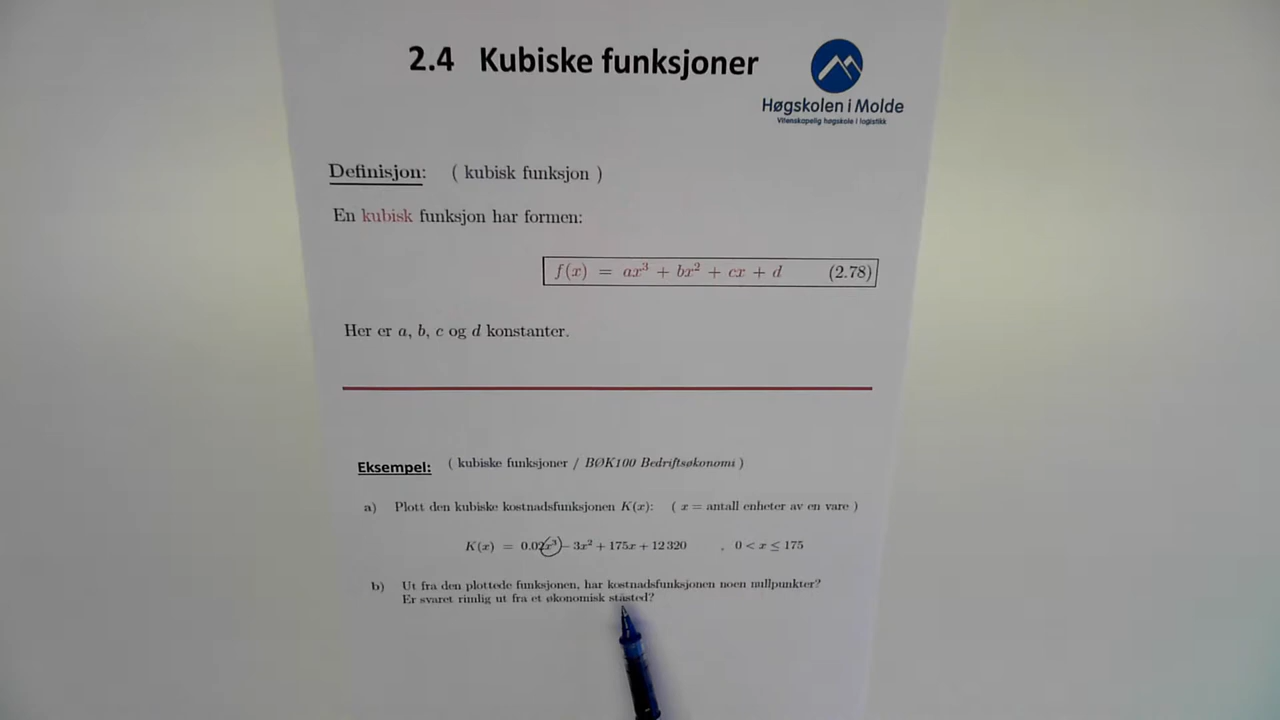 2.4 Kubiske funksjoner
Høgskolen i Molde
Vitenskapelig høgskole i logistikk
Definisjon: ( kubisk funksjon )
En kubisk funksjon har formen:
f(x) = ax³ + bx² + cx + d (2.78)
Her er a, b, c og d konstanter.
Eksempel: ( kubiske funksjoner / BØK100 Bedriftsøkonomi )
a) Plott den kubiske kostnadsfunksjonen K(x): ( x = antall enheter av en vare )
K(x) = 0.02x³ − 3x² + 175x + 12 320 , 0 < x ≤ 175
b) Ut fra den plottede funksjonen, har kostnadsfunksjonen noen nullpunkter?
Er svaret rimlig ut fra et økonomisk ståsted?